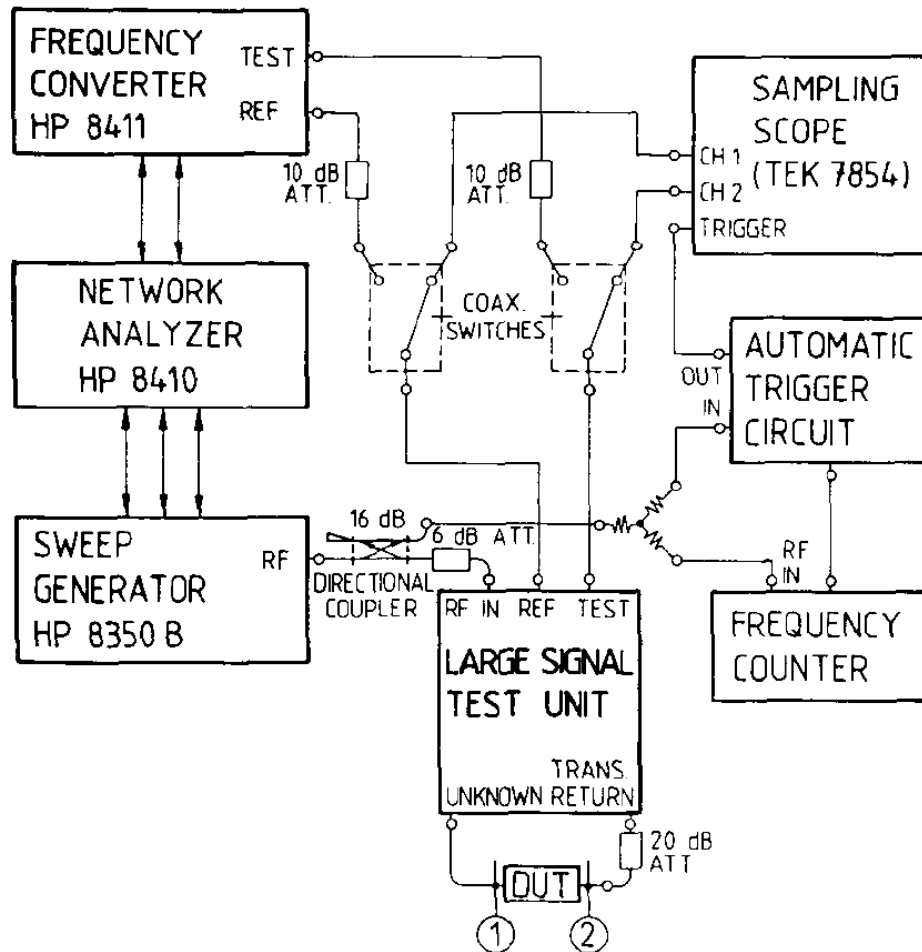 FREQUENCY
CONVERTER
HP 8411
TEST
REF
10 dB
ATT.
10 dB
ATT.
SAMPLING
SCOPE
(TEK 7854)
CH 1
CH 2
TRIGGER
NETWORK
ANALYZER
HP 8410
COAX.
SWITCHES
OUT
IN
AUTOMATIC
TRIGGER
CIRCUIT
SWEEP
GENERATOR
HP 8350 B
RF
16 dB
DIRECTIONAL
COUPLER
6 dB ATT.
RF IN REF TEST
LARGE SIGNAL
TEST UNIT
TRANS.
UNKNOWN RETURN
RF
IN
FREQUENCY
COUNTER
20 dB
ATT
DUT
1
2